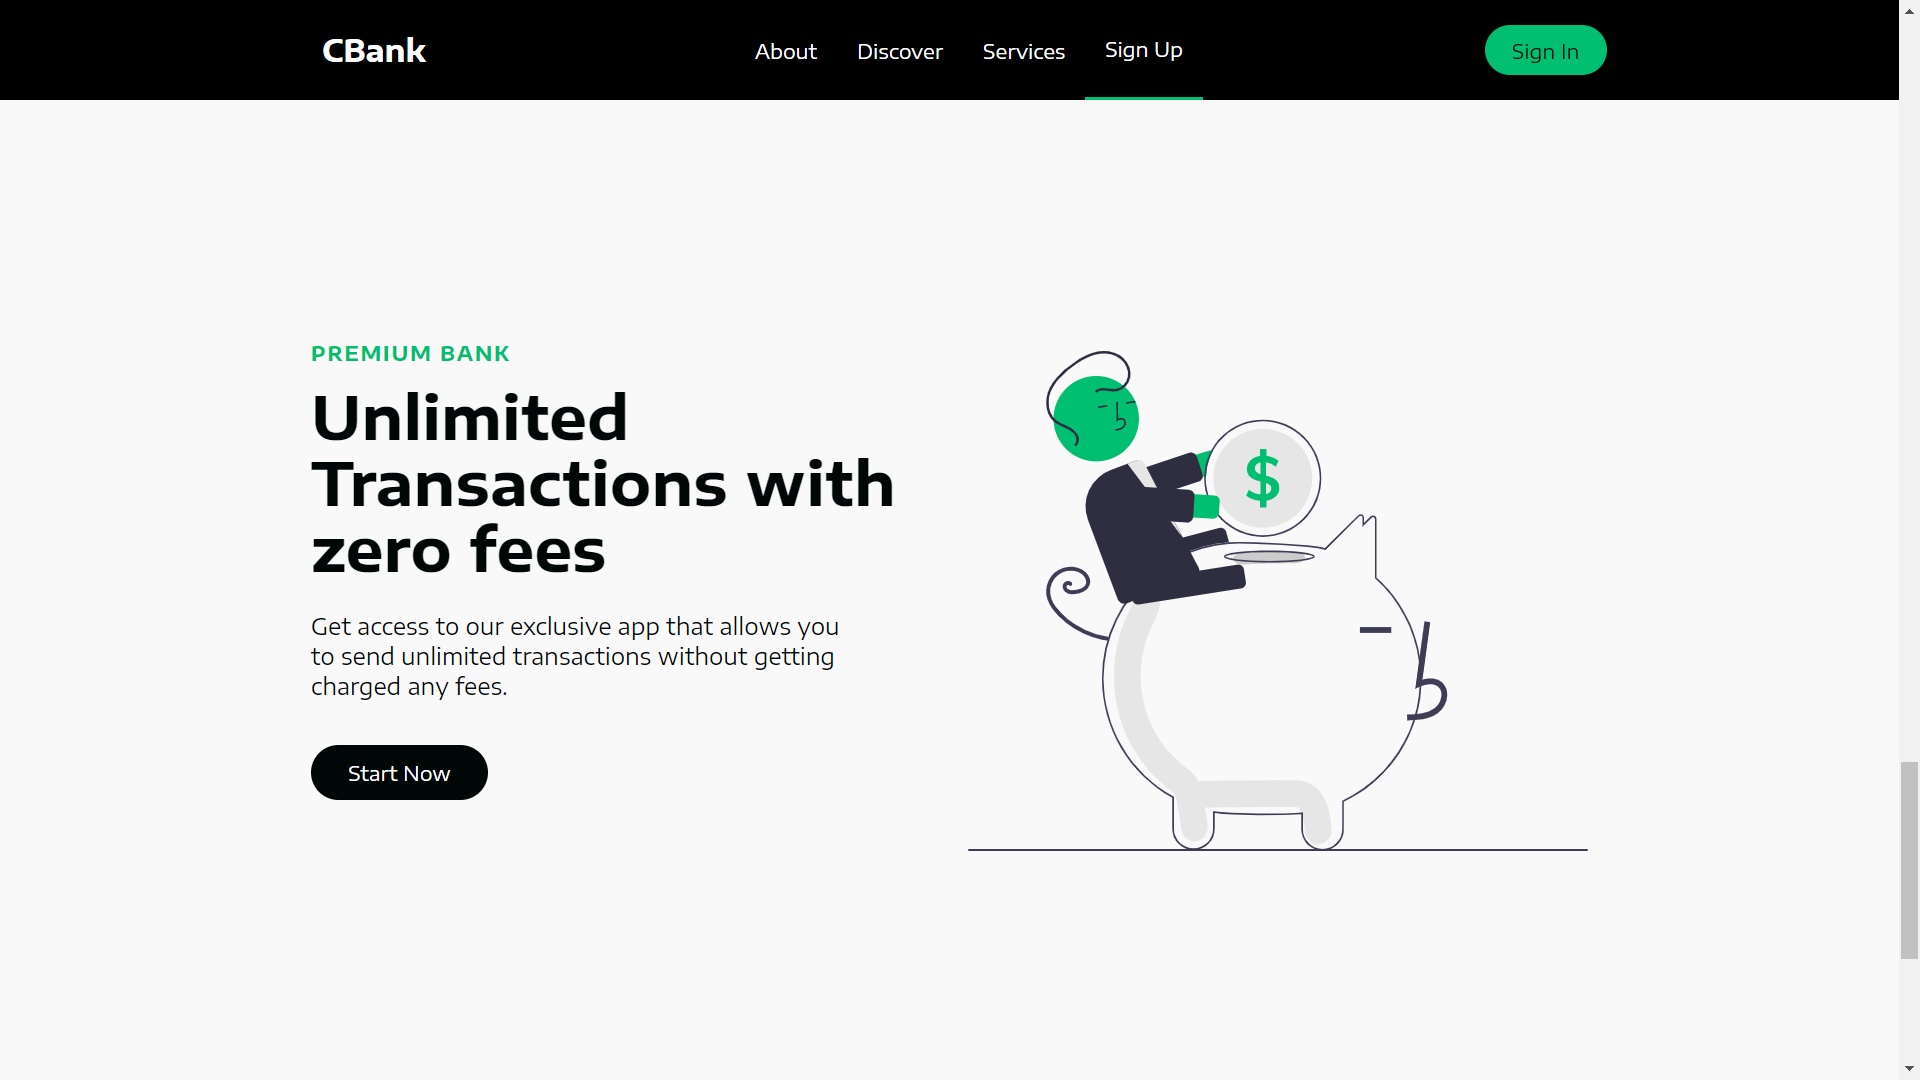 CBank
About Discover Services Sign Up
Sign In
PREMIUM BANK
Unlimited
Transactions with
zero fees
Get access to our exclusive app that allows you
to send unlimited transactions without getting
charged any fees.
Start Now
$